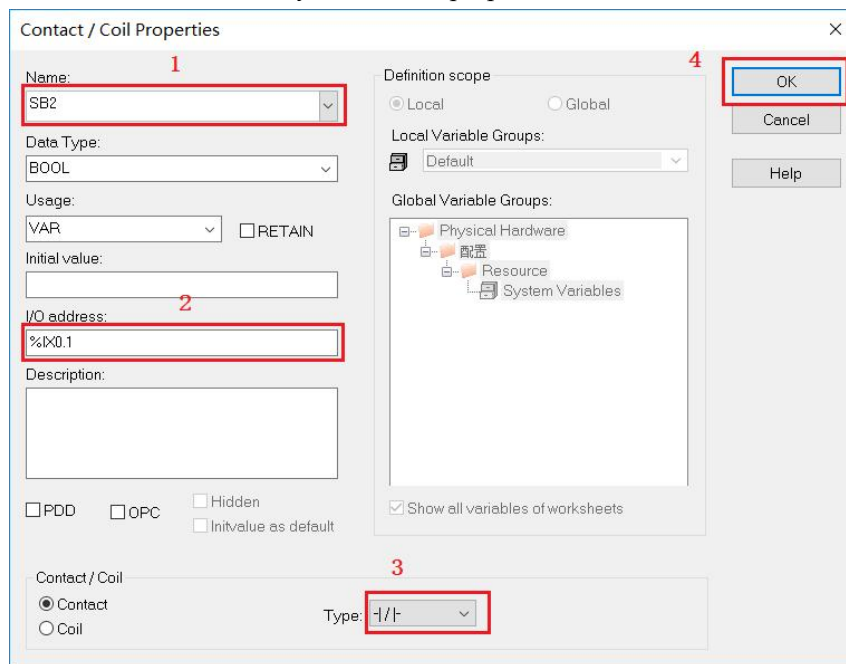 Contact / Coil Properties
1
4
Name:
SB2
Data Type:
BOOL
Usage:
VAR
RETAIN
Initial value:
2
I/O address:
%IX0.1
Description:
PDD
OPC
Hidden
Initvalue as default
Definition scope
Local
Global
Local Variable Groups:
Default
Global Variable Groups:
Physical Hardware
配置
Resource
System Variables
Show all variables of worksheets
OK
Cancel
Help
Contact / Coil
Contact
Coil
3
Type:
-| / |-